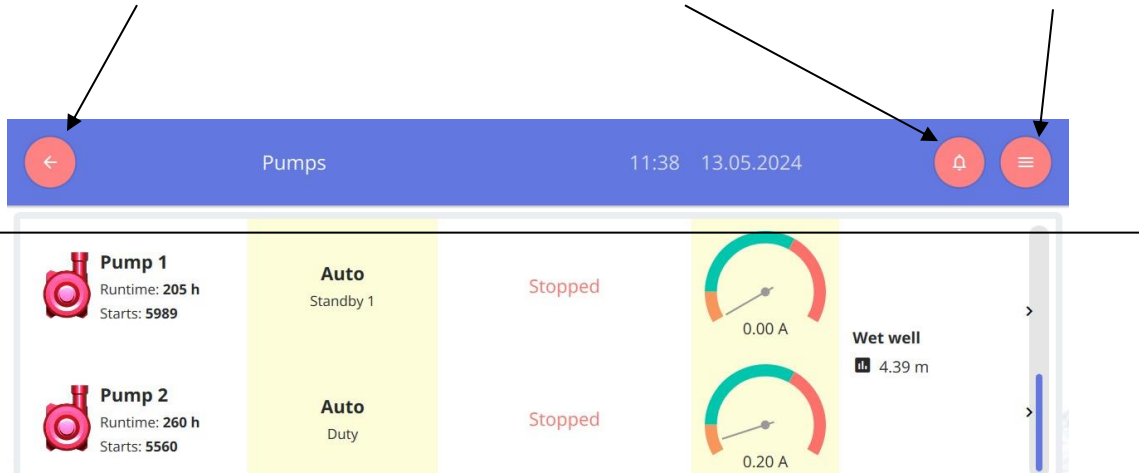 Pumps 11:38 13.05.2024
Pump 1
Runtime: 205 h
Starts: 5989
Auto
Standby 1
Stopped
0.00 A
Wet well
4.39 m
Pump 2
Runtime: 260 h
Starts: 5560
Auto
Duty
Stopped
0.20 A